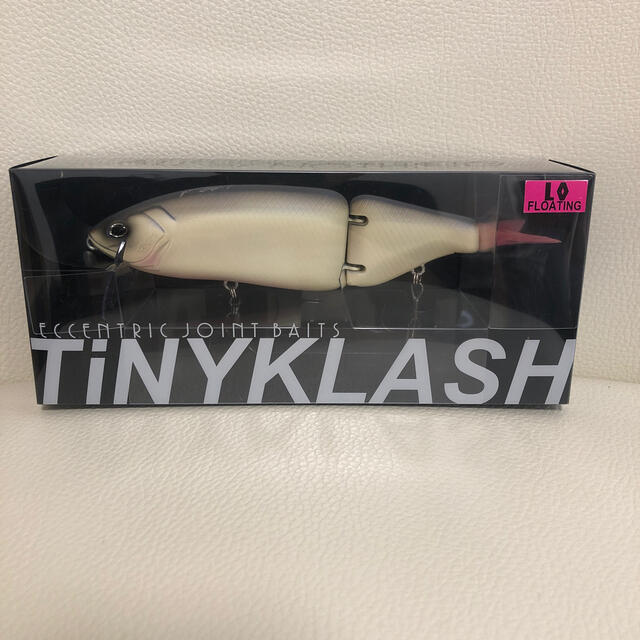 LO
FLOATING
ECCENTRIC JOINT BAITS
TiNYKLASH